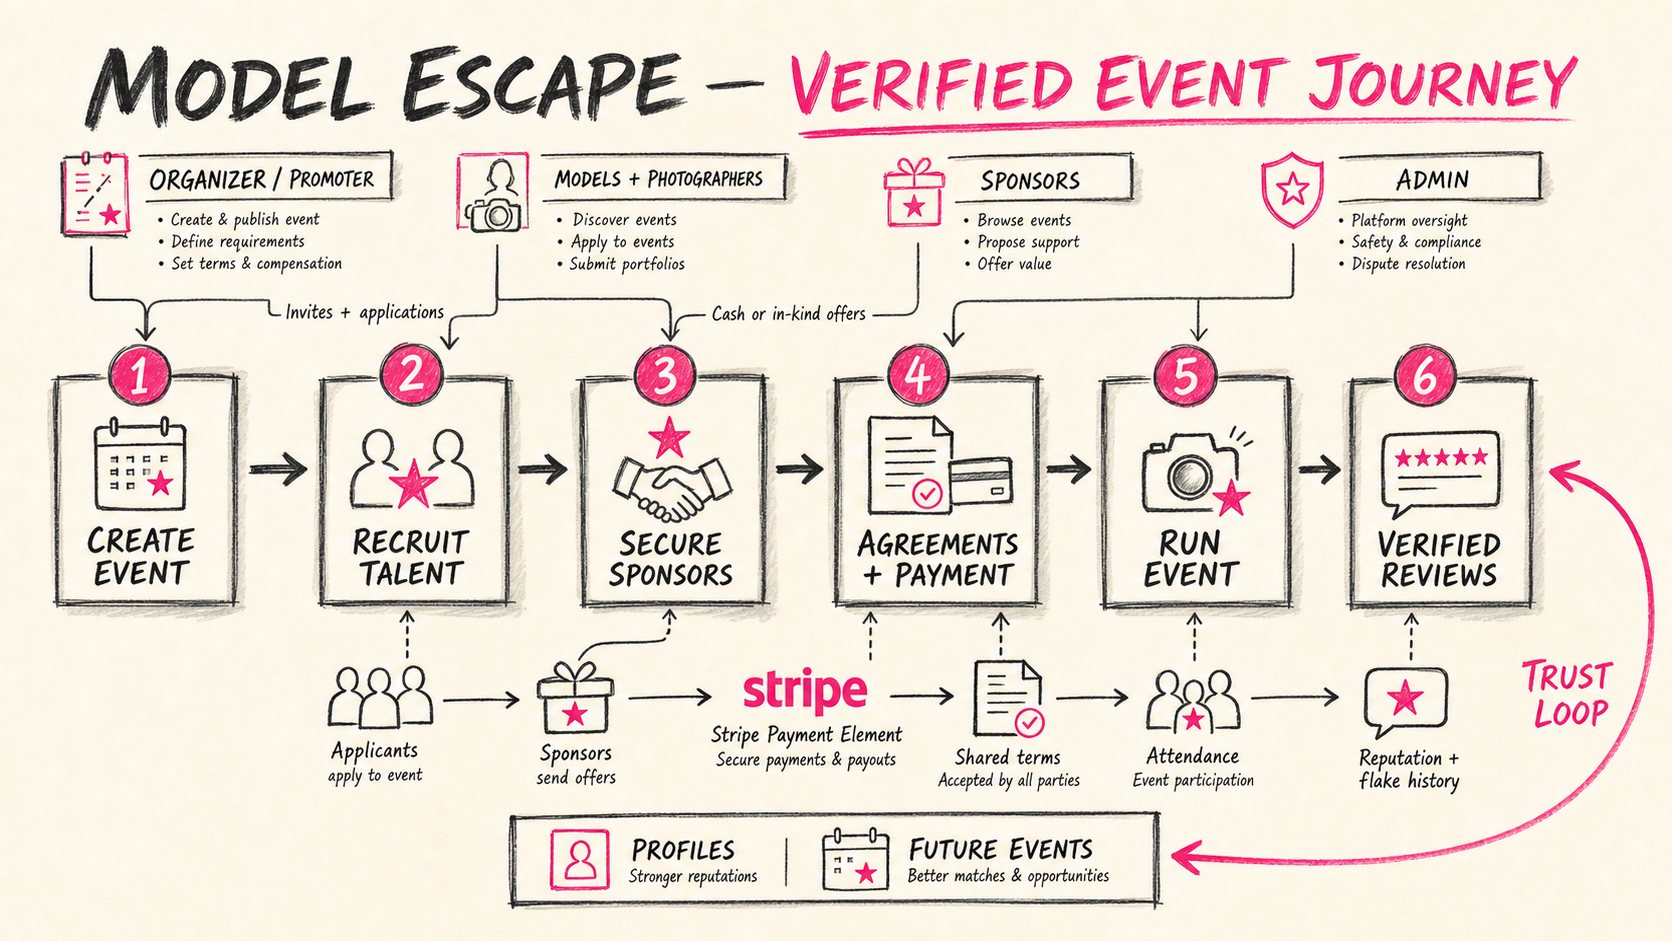 MODEL ESCAPE — VERIFIED EVENT JOURNEY
ORGANIZER / PROMOTER
• Create & publish event
• Define requirements
• Set terms & compensation
MODELS + PHOTOGRAPHERS
• Discover events
• Apply to events
• Submit portfolios
SPONSORS
• Browse events
• Propose support
• Offer value
ADMIN
• Platform oversight
• Safety & compliance
• Dispute resolution
Invites + applications
Cash or in-kind offers
1
CREATE
EVENT
2
RECRUIT
TALENT
3
SECURE
SPONSORS
4
AGREEMENTS
+ PAYMENT
5
RUN
EVENT
6
VERIFIED
REVIEWS
Applicants
apply to event
Sponsors
send offers
stripe
Stripe Payment Element
Secure payments & payouts
Shared terms
Accepted by all parties
Attendance
Event participation
Reputation +
flake history
TRUST
LOOP
PROFILES
Stronger reputations
FUTURE EVENTS
Better matches & opportunities